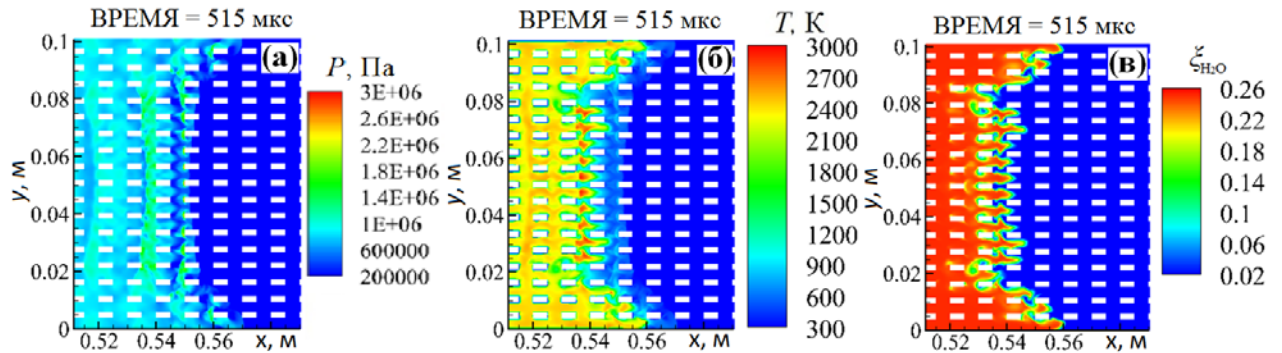 ВРЕМЯ = 515 мкс
(а)
P, Па
3E+06
2.6E+06
2.2E+06
1.8E+06
1.4E+06
1E+06
600000
200000
0.1
0.08
0.06
0.04
0.02
0
y, м
0.52 0.54 0.56 x, м
ВРЕМЯ = 515 мкс
(б)
T, К
3000
2700
2400
2100
1800
1500
1200
900
600
300
0.1
0.08
0.06
0.04
0.02
0
y, м
0.52 0.54 0.56 x, м
ВРЕМЯ = 515 мкс
(в)
ξH₂O
0.26
0.22
0.18
0.14
0.1
0.06
0.02
0.1
0.08
0.06
0.04
0.02
0
y, м
0.52 0.54 0.56 x, м